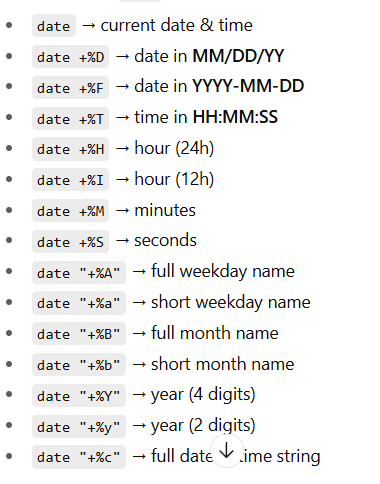 date → current date & time
date +%D → date in MM/DD/YY
date +%F → date in YYYY-MM-DD
date +%T → time in HH:MM:SS
date +%H → hour (24h)
date +%I → hour (12h)
date +%M → minutes
date +%S → seconds
date "+%A" → full weekday name
date "+%a" → short weekday name
date "+%B" → full month name
date "+%b" → short month name
date "+%Y" → year (4 digits)
date "+%y" → year (2 digits)
date "+%c" → full date time string